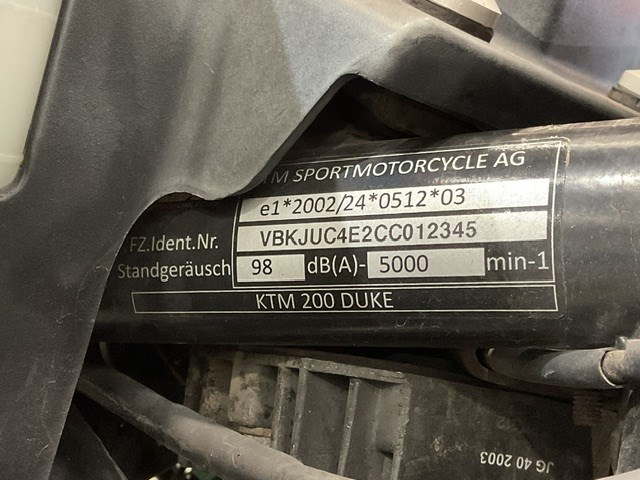 KTM SPORTMOTORCYCLE AG
e1*2002/24*0512*03
FZ.Ident.Nr. VBKJUC4E2CC012345
Standgeräusch 98 dB(A)- 5000 min-1
KTM 200 DUKE
JG 40 2003